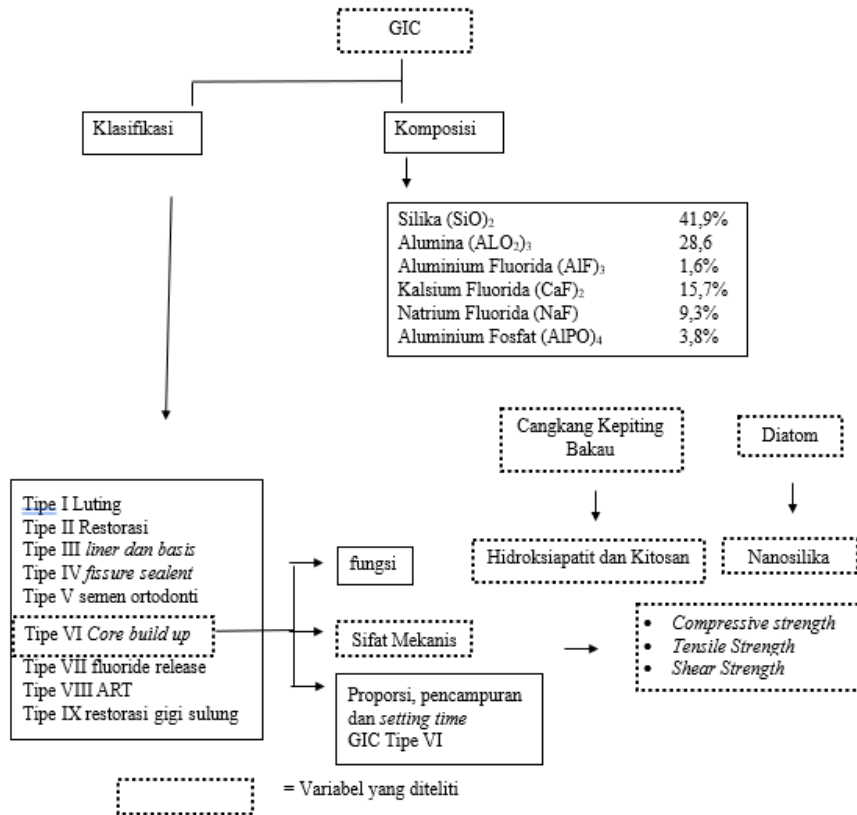 GIC
Klasifikasi
Komposisi
Silika (SiO)₂ 41,9%
Alumina (ALO₂)₃ 28,6
Aluminium Fluorida (AlF)₃ 1,6%
Kalsium Fluorida (CaF)₂ 15,7%
Natrium Fluorida (NaF) 9,3%
Aluminium Fosfat (AlPO)₄ 3,8%
Cangkang Kepiting
Bakau
Diatom
Hidroksiapatit dan Kitosan
Nanosilika
Tipe I Luting
Tipe II Restorasi
Tipe III liner dan basis
Tipe IV fissure sealent
Tipe V semen ortodonti
Tipe VI Core build up
Tipe VII fluoride release
Tipe VIII ART
Tipe IX restorasi gigi sulung
fungsi
Sifat Mekanis
Proporsi, pencampuran
dan setting time
GIC Tipe VI
• Compressive strength
• Tensile Strength
• Shear Strength
= Variabel yang diteliti